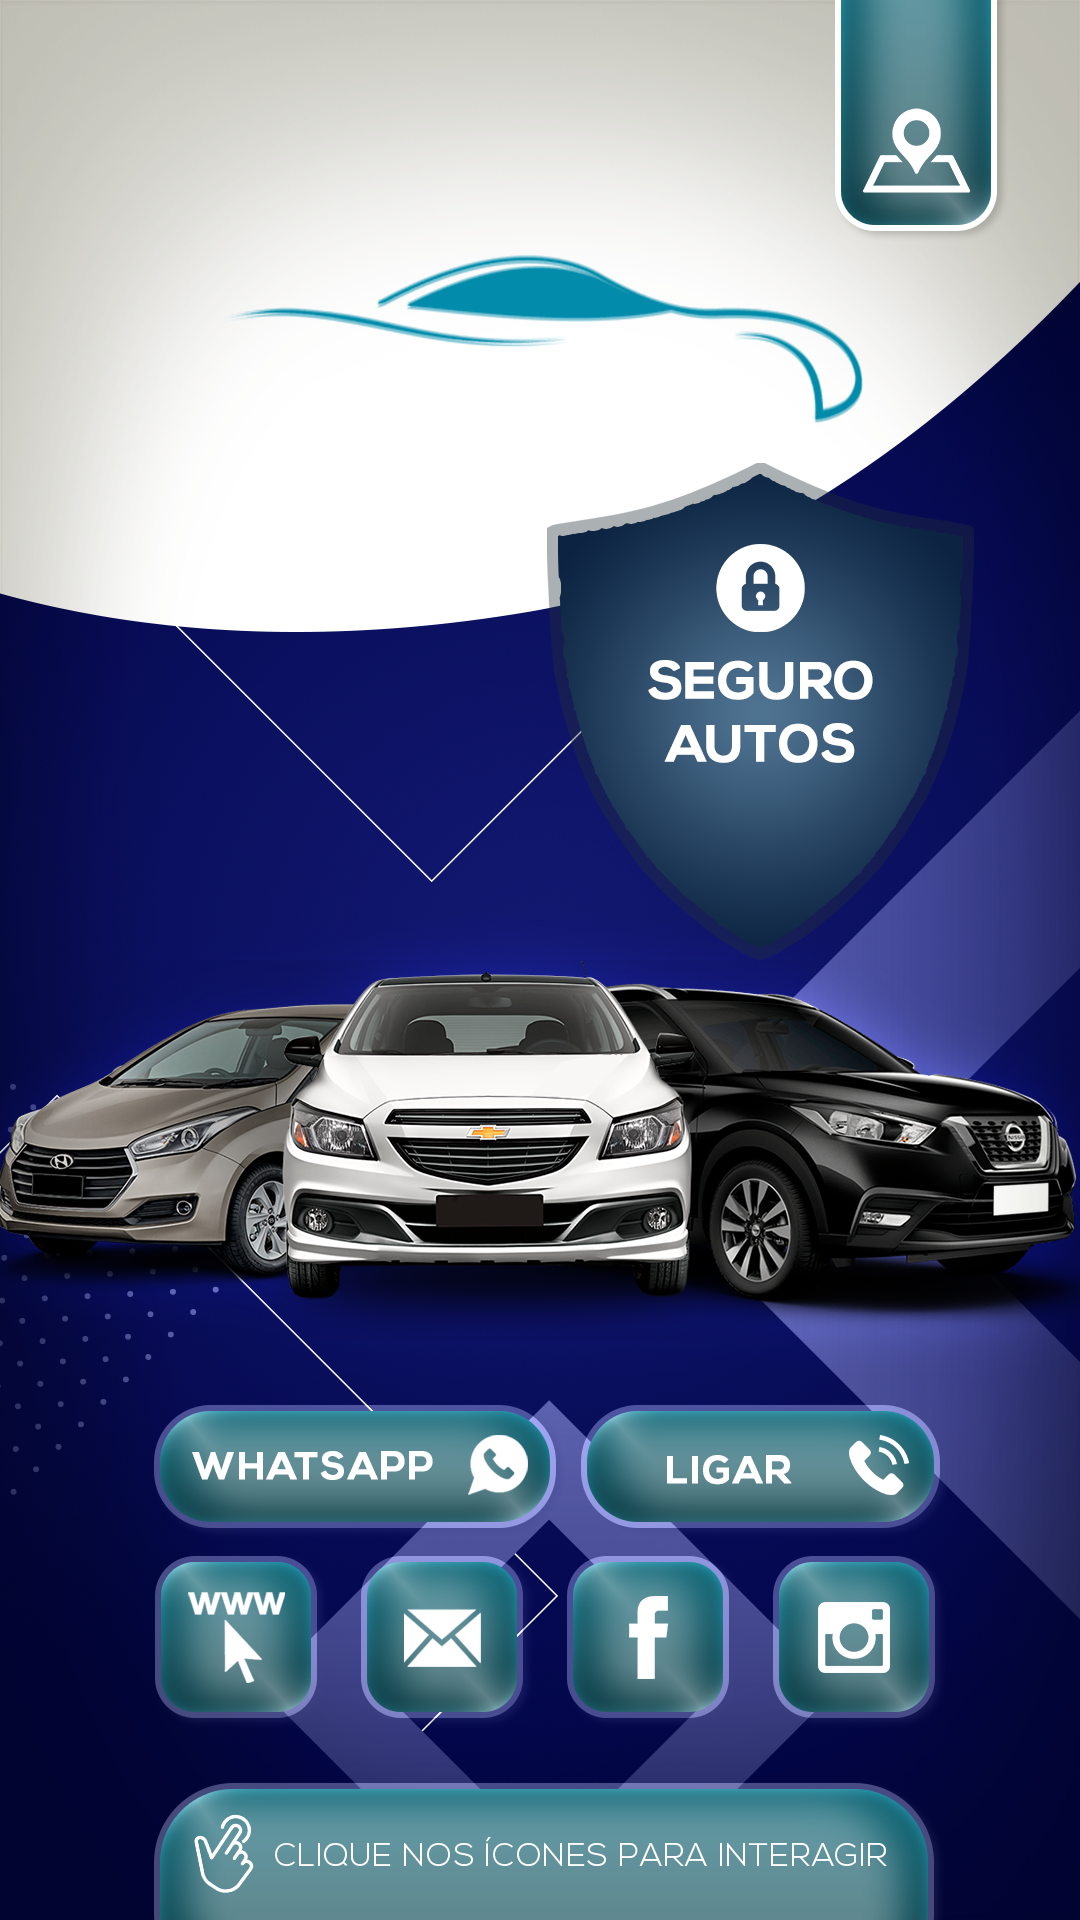 SEGURO
AUTOS
WHATSAPP
LIGAR
WWW
CLIQUE NOS ÍCONES PARA INTERAGIR